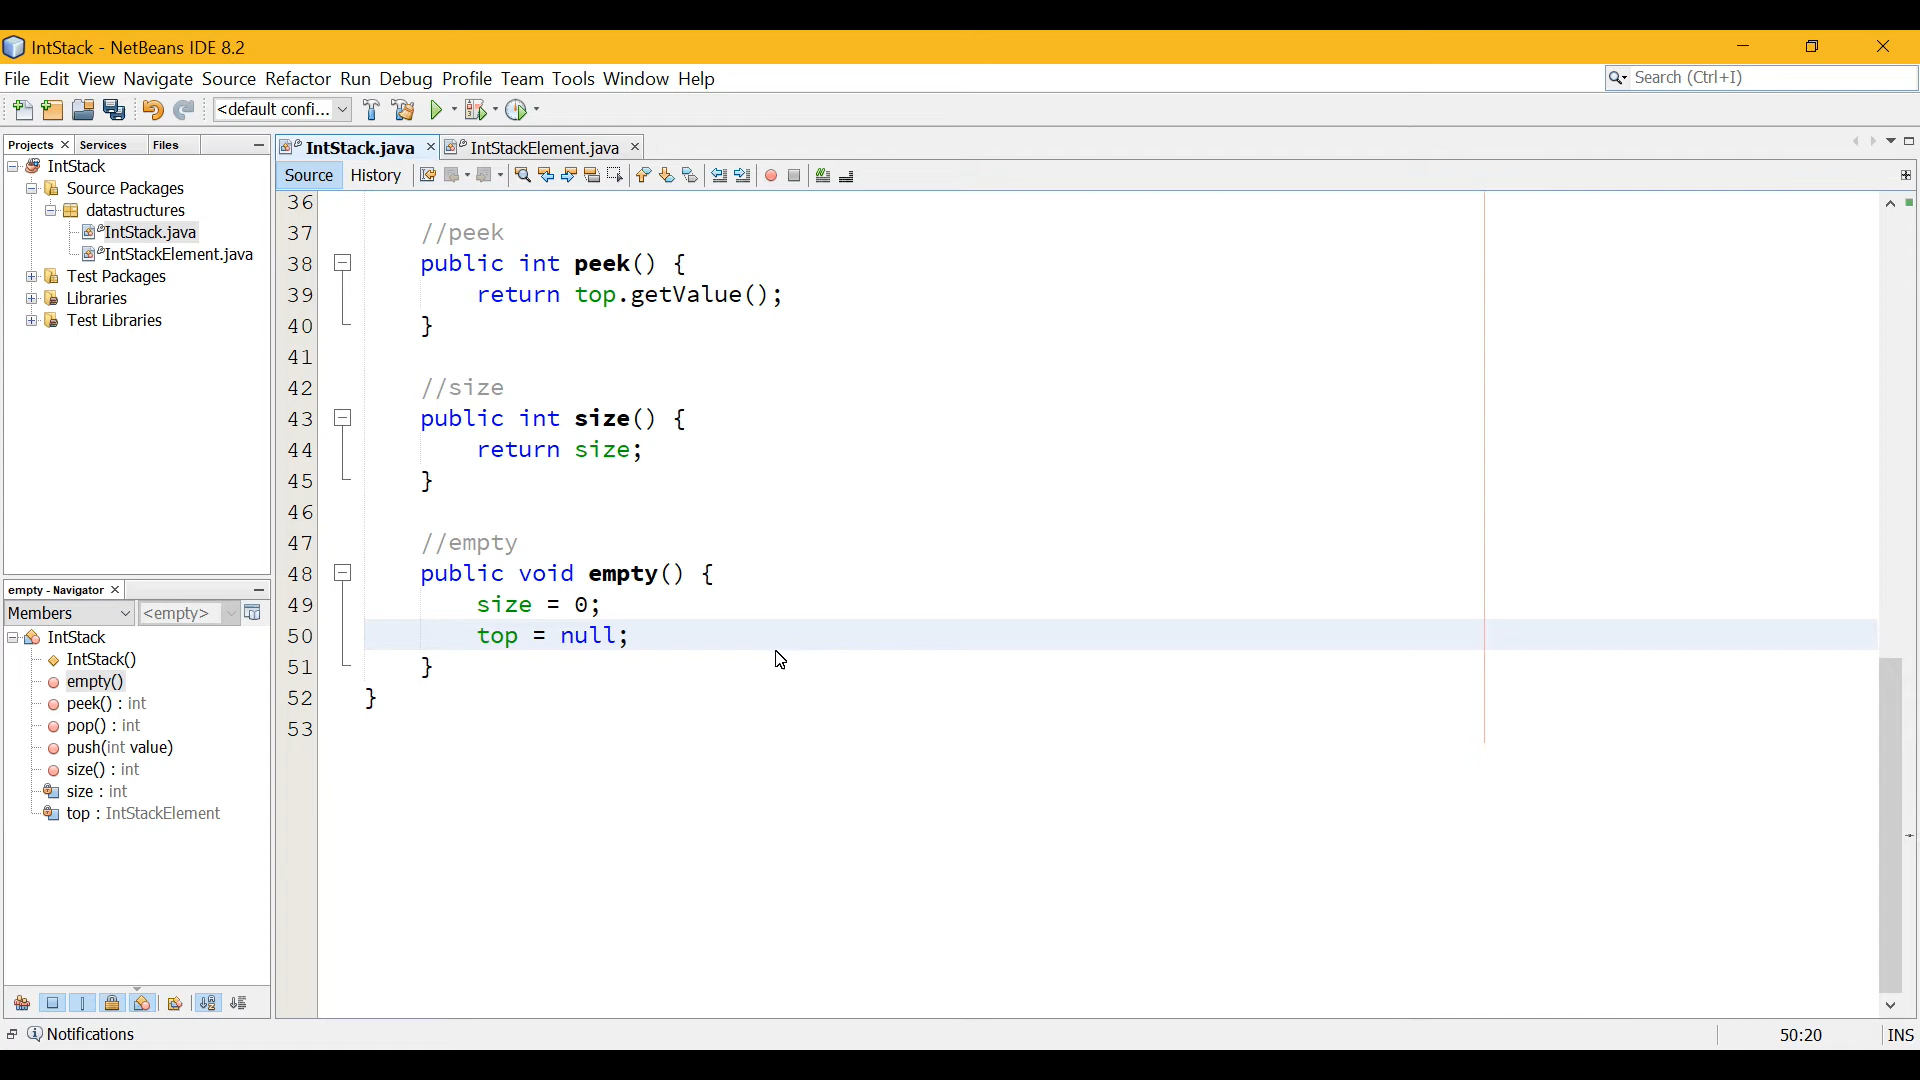 IntStack - NetBeans IDE 8.2
File Edit View Navigate Source Refactor Run Debug Profile Team Tools Window Help
Search (Ctrl+I)
<default confi...
Projects Services Files
IntStack
Source Packages
datastructures
IntStack.java
IntStackElement.java
Test Packages
Libraries
Test Libraries
empty - Navigator
Members <empty>
IntStack
IntStack()
empty()
peek() : int
pop() : int
push(int value)
size() : int
size : int
top : IntStackElement
IntStack.java IntStackElement.java
Source History
36
37 //peek
38 public int peek() {
39 return top.getValue();
40 }
41
42 //size
43 public int size() {
44 return size;
45 }
46
47 //empty
48 public void empty() {
49 size = 0;
50 top = null;
51 }
52 }
53
Notifications
50:20 INS